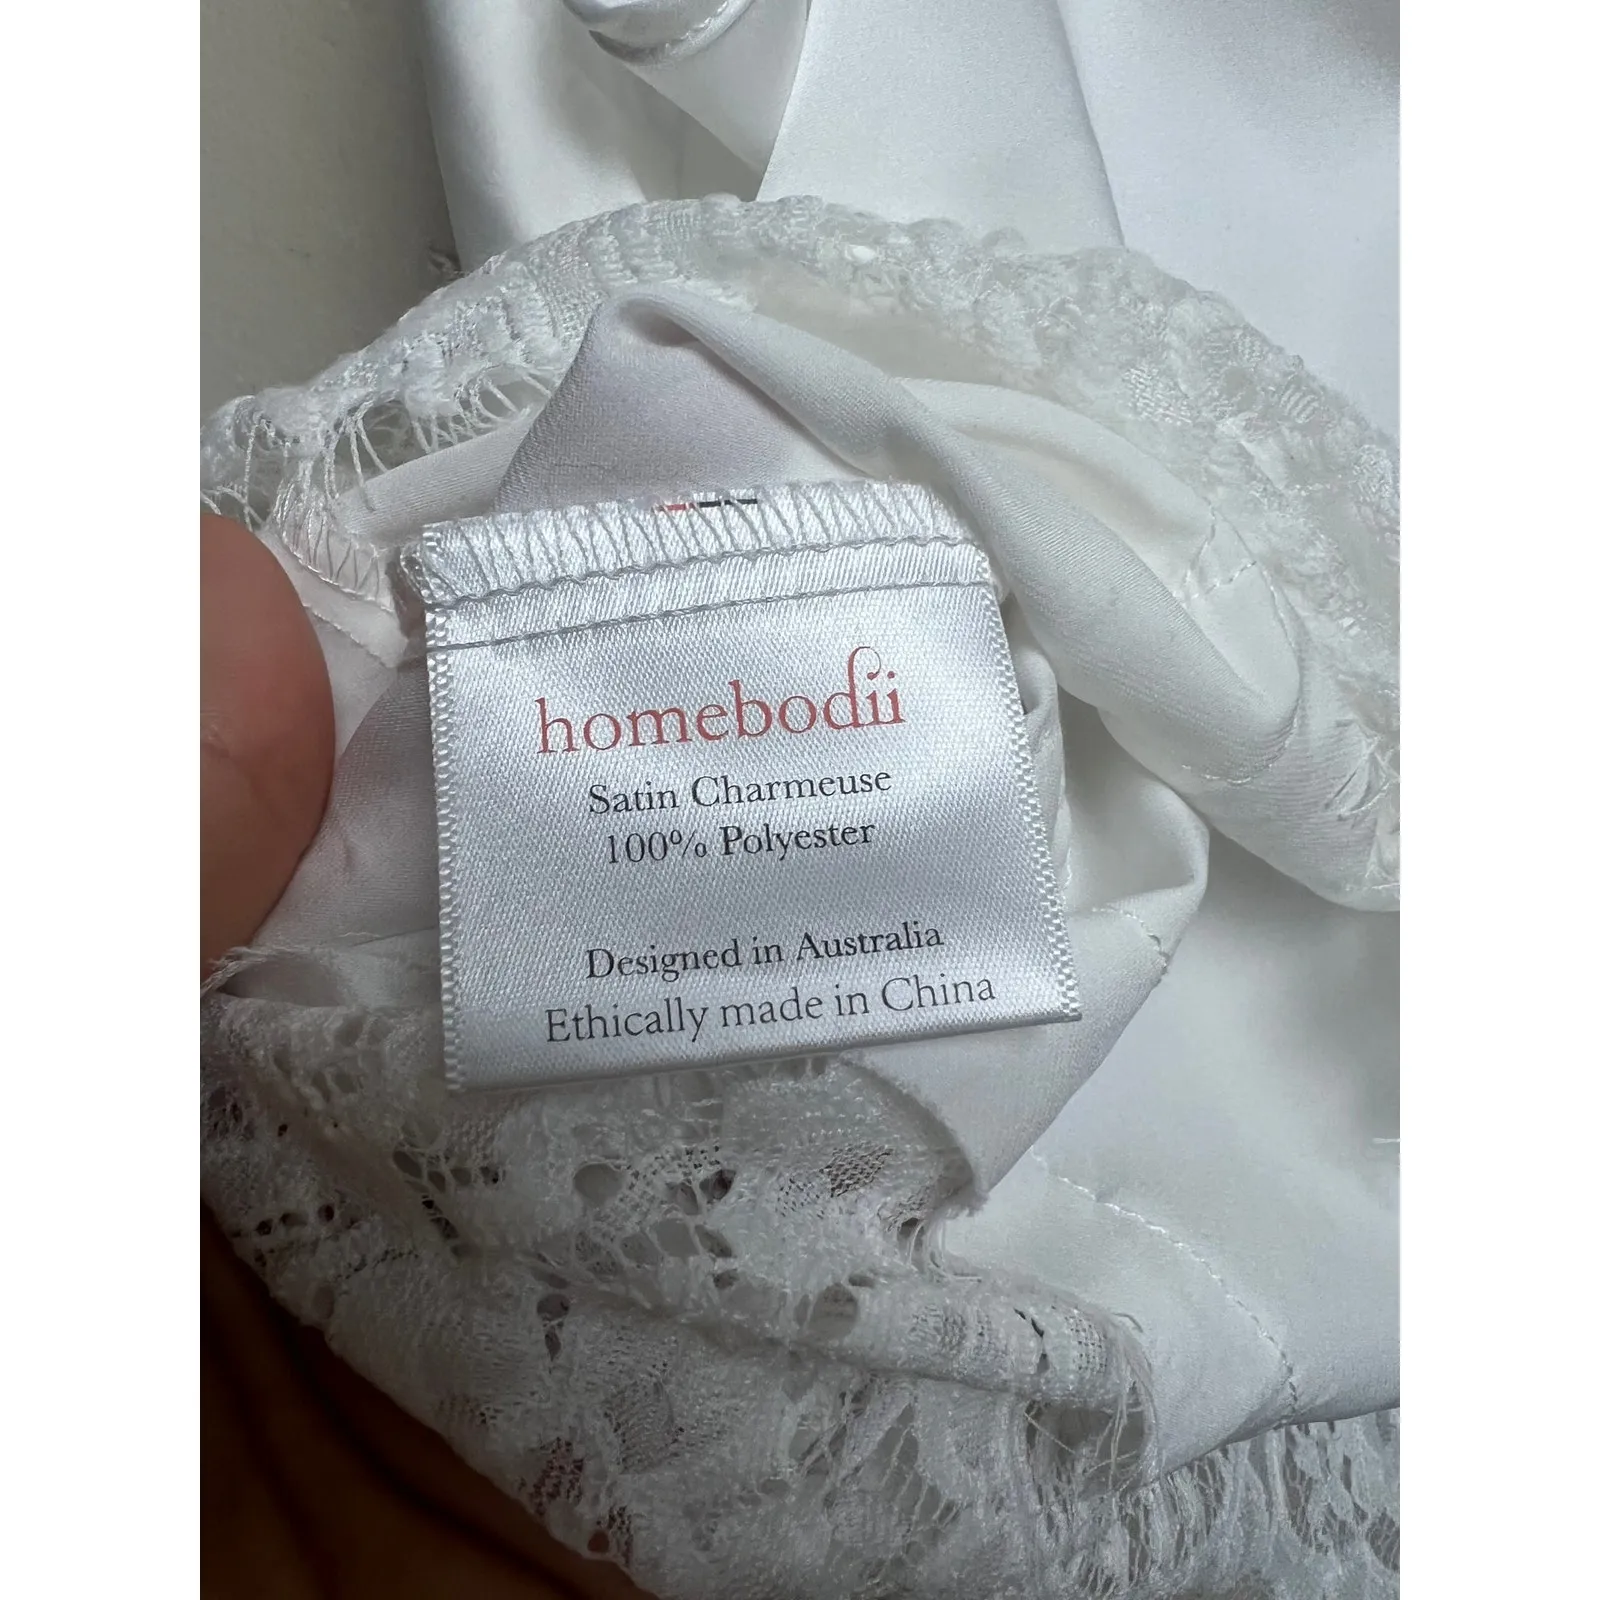 homebodii
Satin Charmeuse
100% Polyester
Designed in Australia
Ethically made in China